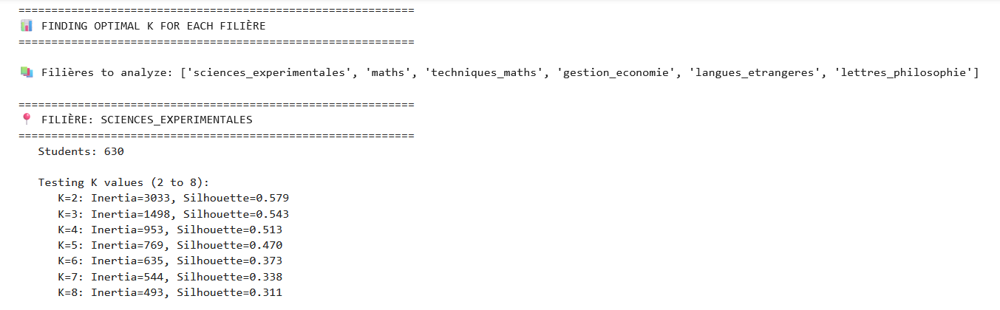 ============================================================
📊 FINDING OPTIMAL K FOR EACH FILIÈRE
============================================================
📚 Filières to analyze: ['sciences_experimentales', 'maths', 'techniques_maths', 'gestion_economie', 'langues_etrangeres', 'lettres_philosophie']
============================================================
📍 FILIÈRE: SCIENCES_EXPERIMENTALES
============================================================
Students: 630
Testing K values (2 to 8):
K=2: Inertia=3033, Silhouette=0.579
K=3: Inertia=1498, Silhouette=0.543
K=4: Inertia=953, Silhouette=0.513
K=5: Inertia=769, Silhouette=0.470
K=6: Inertia=635, Silhouette=0.373
K=7: Inertia=544, Silhouette=0.338
K=8: Inertia=493, Silhouette=0.311